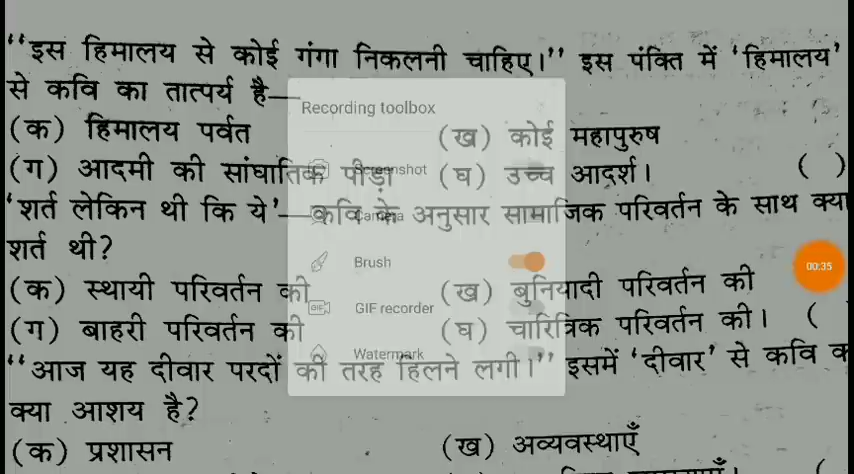 “इस हिमालय से कोई गंगा निकलनी चाहिए।” इस पंक्ति में ‘हिमालय’
से कवि का तात्पर्य है—
Recording toolbox
(क) हिमालय पर्वत (ख) कोई महापुरुष
(ग) आदमी की सांघातिक पीड़ा (घ) उच्च आदर्श। ( )
Screenshot
‘शर्त लेकिन थी कि ये’—कवि के अनुसार सामाजिक परिवर्तन के साथ क्या
Camera
शर्त थी?
Brush
00:35
(क) स्थायी परिवर्तन की (ख) बुनियादी परिवर्तन की
GIF recorder
(ग) बाहरी परिवर्तन की (घ) चारित्रिक परिवर्तन की। (
Watermark
“आज यह दीवार परदों की तरह हिलने लगी।” इसमें ‘दीवार’ से कवि
क्या आशय है?
(क) प्रशासन (ख) अव्यवस्थाएँ